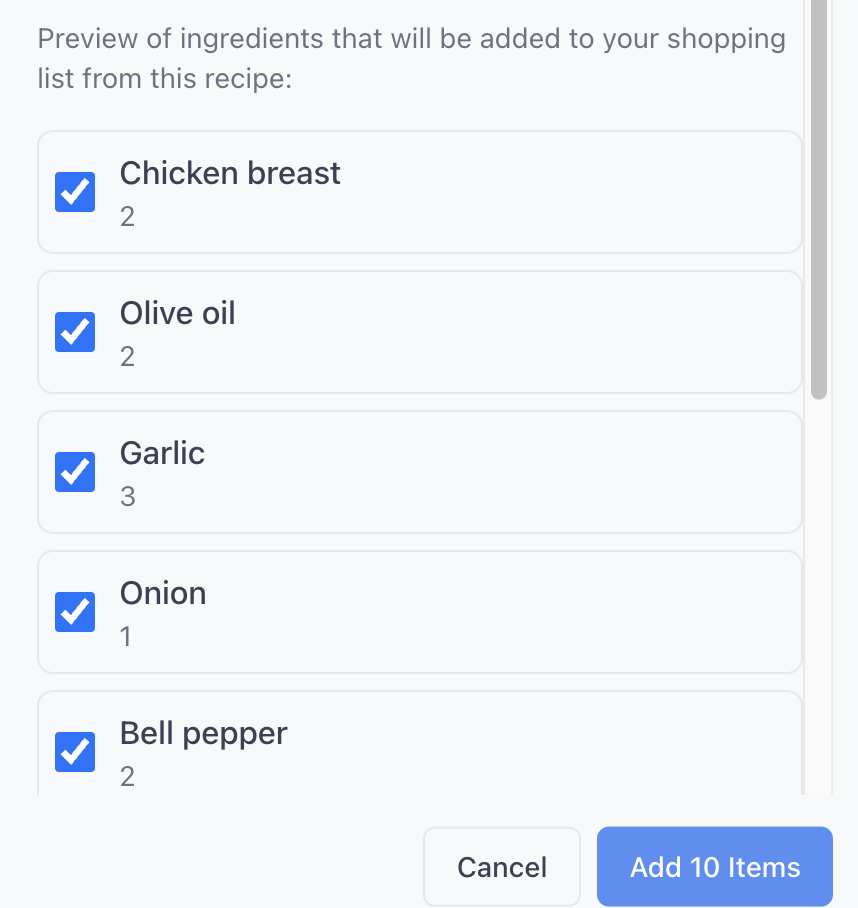 Preview of ingredients that will be added to your shopping
list from this recipe:
Chicken breast
2
Olive oil
2
Garlic
3
Onion
1
Bell pepper
2
Cancel
Add 10 Items